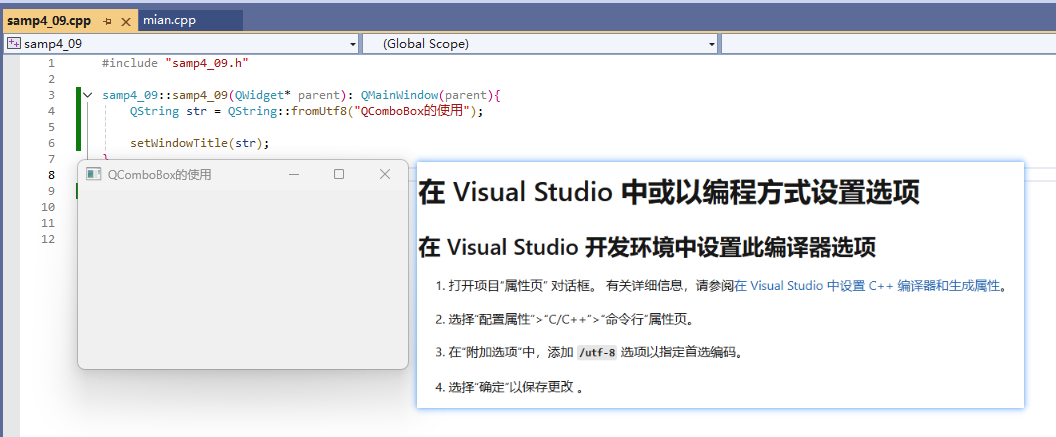 samp4_09.cpp
mian.cpp
samp4_09
(Global Scope)
1 #include "samp4_09.h"
2
3 samp4_09::samp4_09(QWidget* parent): QMainWindow(parent){
4 QString str = QString::fromUtf8("QComboBox的使用");
5
6 setWindowTitle(str);
7 }
8
9
10
11
12
QComboBox的使用
在 Visual Studio 中或以编程方式设置选项
在 Visual Studio 开发环境中设置此编译器选项
1. 打开项目"属性页" 对话框。 有关详细信息，请参阅在 Visual Studio 中设置 C++ 编译器和生成属性。
2. 选择"配置属性">"C/C++">"命令行"属性页。
3. 在"附加选项"中，添加 /utf-8 选项以指定首选编码。
4. 选择"确定"以保存更改 。